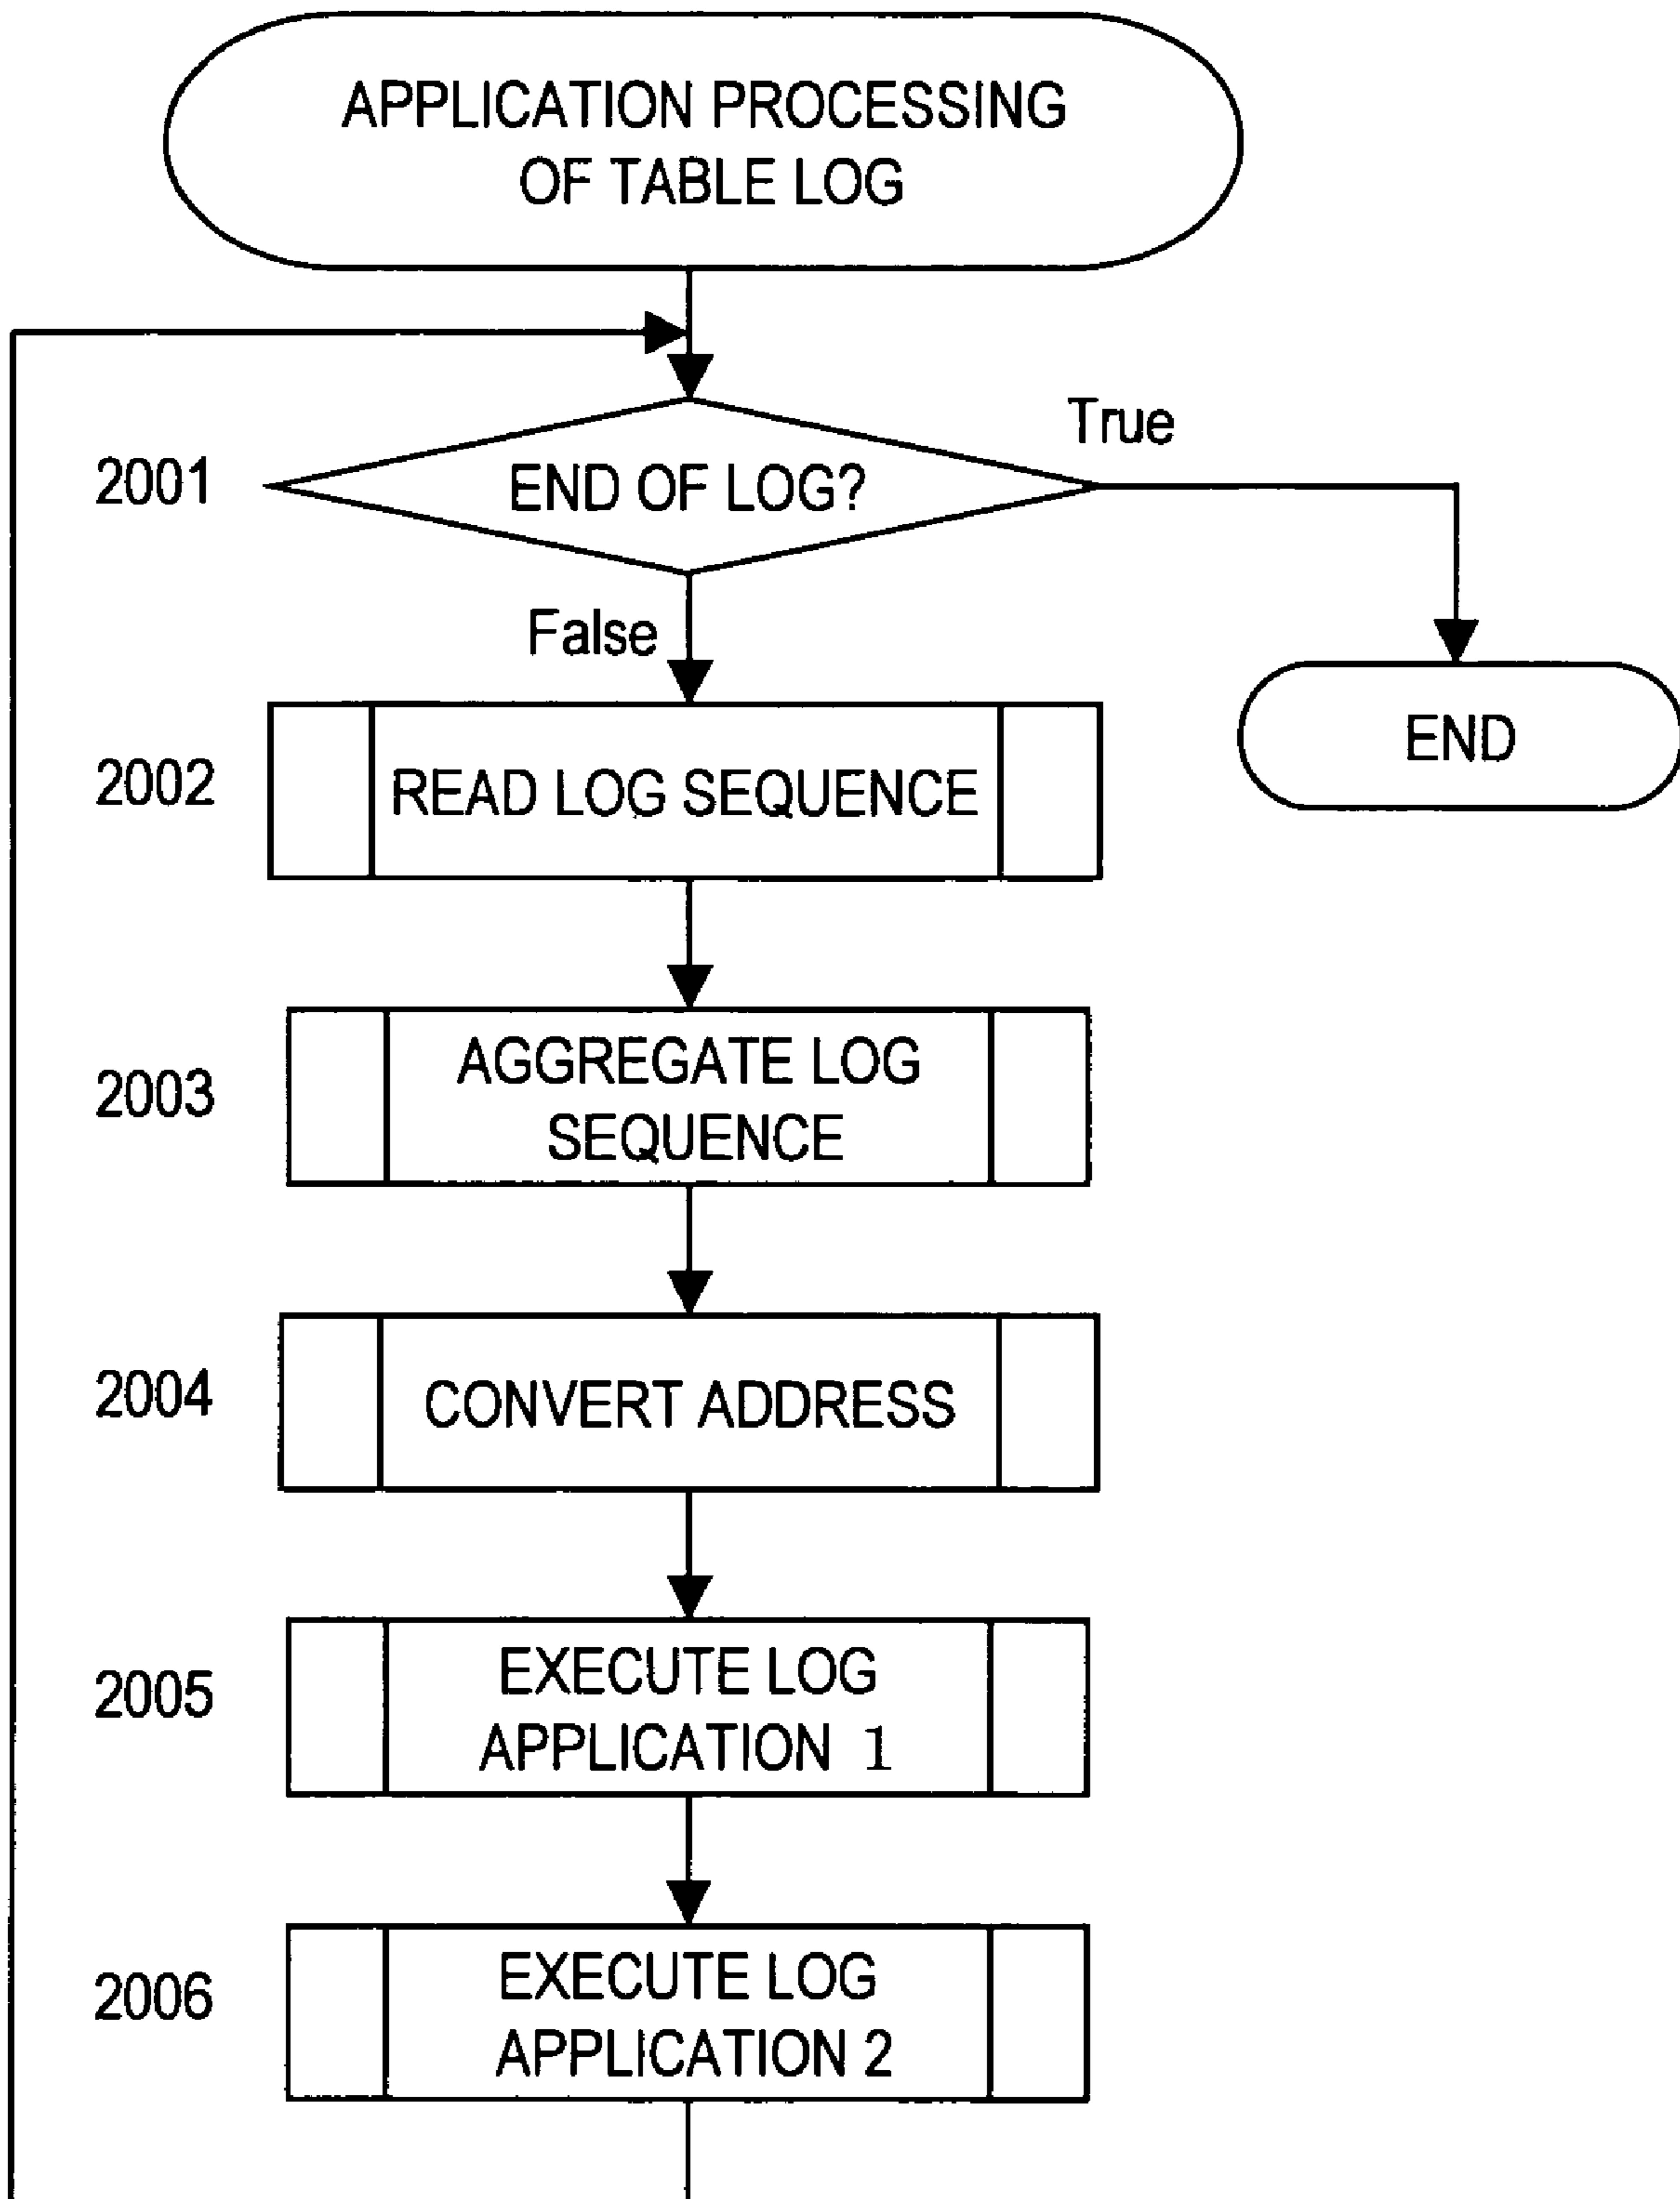 APPLICATION PROCESSING
OF TABLE LOG
True
2001
END OF LOG?
False
END
2002
READ LOG SEQUENCE
2003
AGGREGATE LOG
SEQUENCE
2004
CONVERT ADDRESS
2005
EXECUTE LOG
APPLICATION 1
2006
EXECUTE LOG
APPLICATION 2